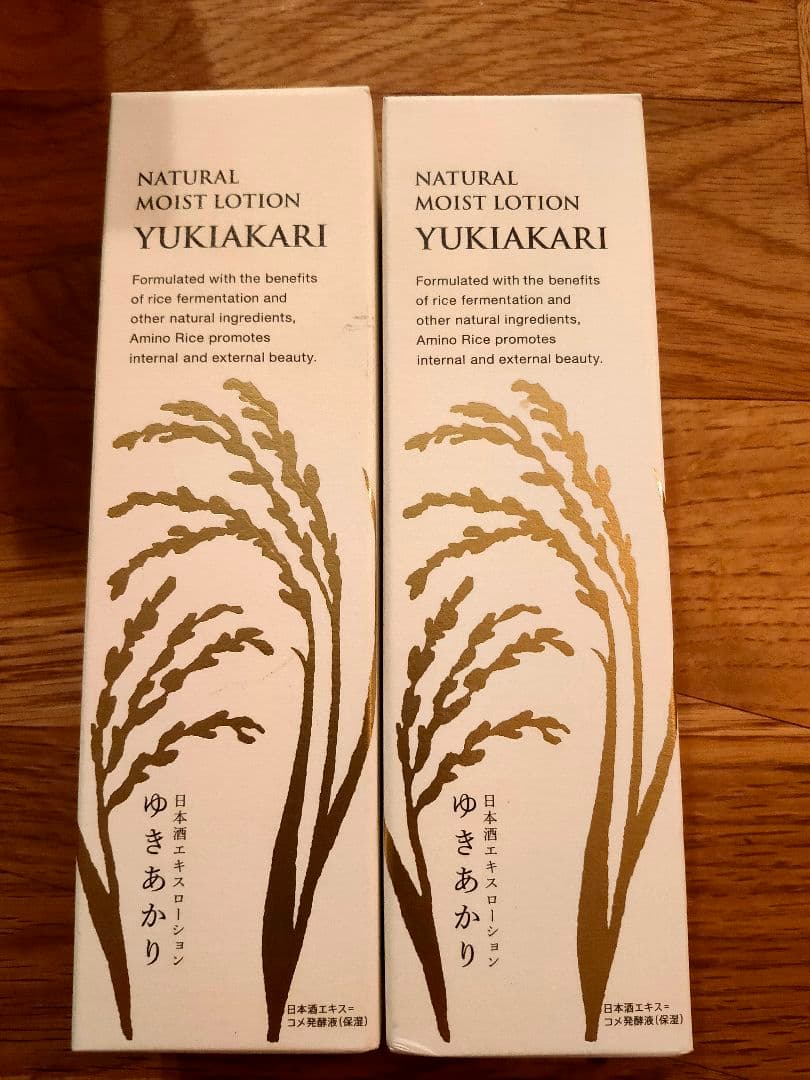 NATURAL
MOIST LOTION
YUKIAKARI
Formulated with the benefits
of rice fermentation and
other natural ingredients,
Amino Rice promotes
internal and external beauty.
日本酒エキスローション
ゆきあかり
日本酒エキス=
コメ発酵液(保湿)
NATURAL
MOIST LOTION
YUKIAKARI
Formulated with the benefits
of rice fermentation and
other natural ingredients,
Amino Rice promotes
internal and external beauty.
日本酒エキスローション
ゆきあかり
日本酒エキス=
コメ発酵液(保湿)